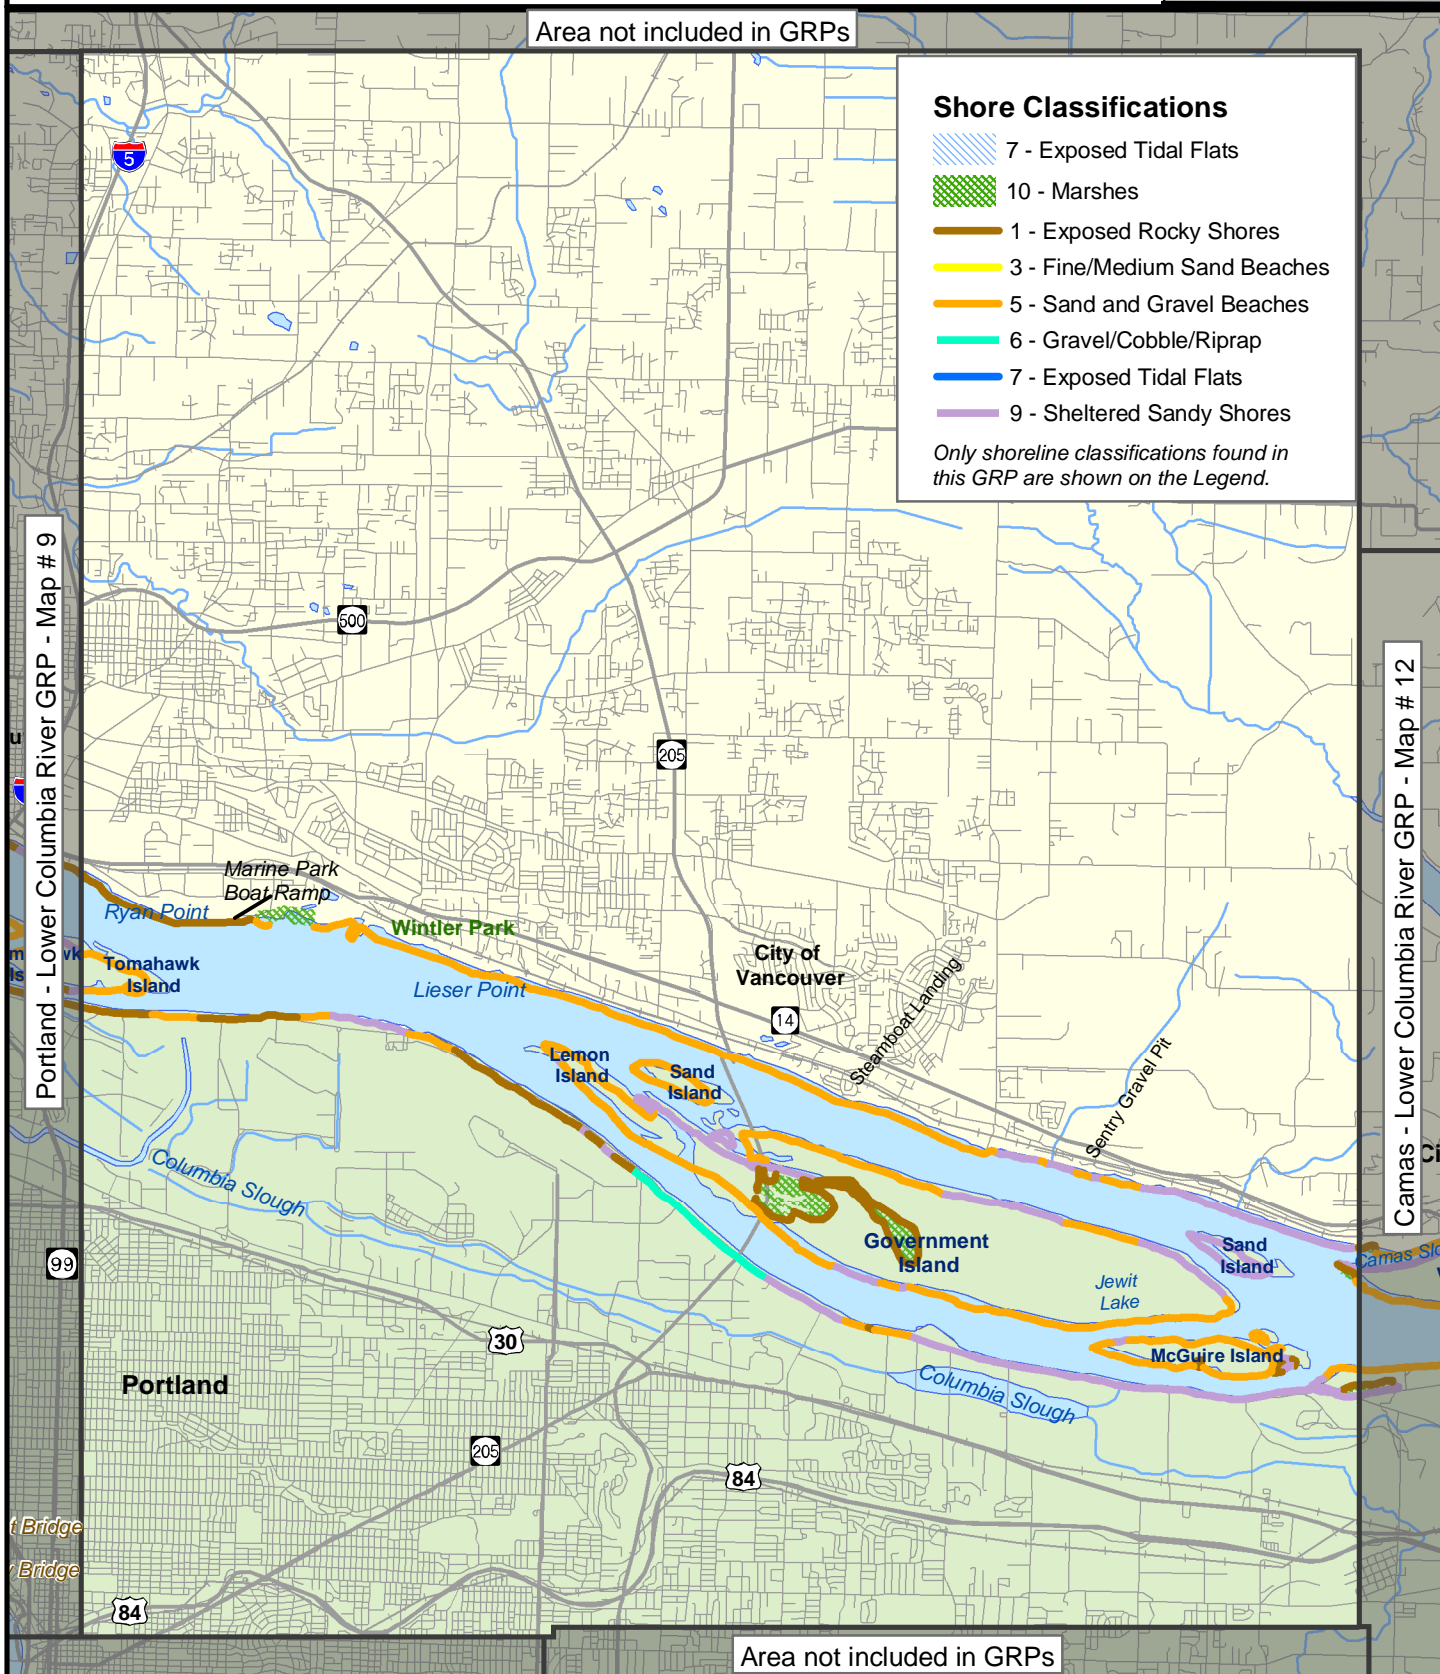 Area not included in GRPs
Shore Classifications
7 - Exposed Tidal Flats
10 - Marshes
1 - Exposed Rocky Shores
3 - Fine/Medium Sand Beaches
5 - Sand and Gravel Beaches
6 - Gravel/Cobble/Riprap
7 - Exposed Tidal Flats
9 - Sheltered Sandy Shores
Only shoreline classifications found in
this GRP are shown on the Legend.
5
Portland - Lower Columbia River GRP - Map # 9
Camas - Lower Columbia River GRP - Map # 12
500
205
Marine Park
Boat Ramp
Ryan Point
Wintler Park
Tomahawk
Island
Lieser Point
City of
Vancouver
14
Steamboat Landing
Sentry Gravel Pit
Lemon
Island
Sand
Island
Columbia Slough
Government
Island
Sand
Island
Jewit
Lake
McGuire Island
Camas Slo
99
30
Portland
Columbia Slough
205
84
t Bridge
Bridge
84
Area not included in GRPs